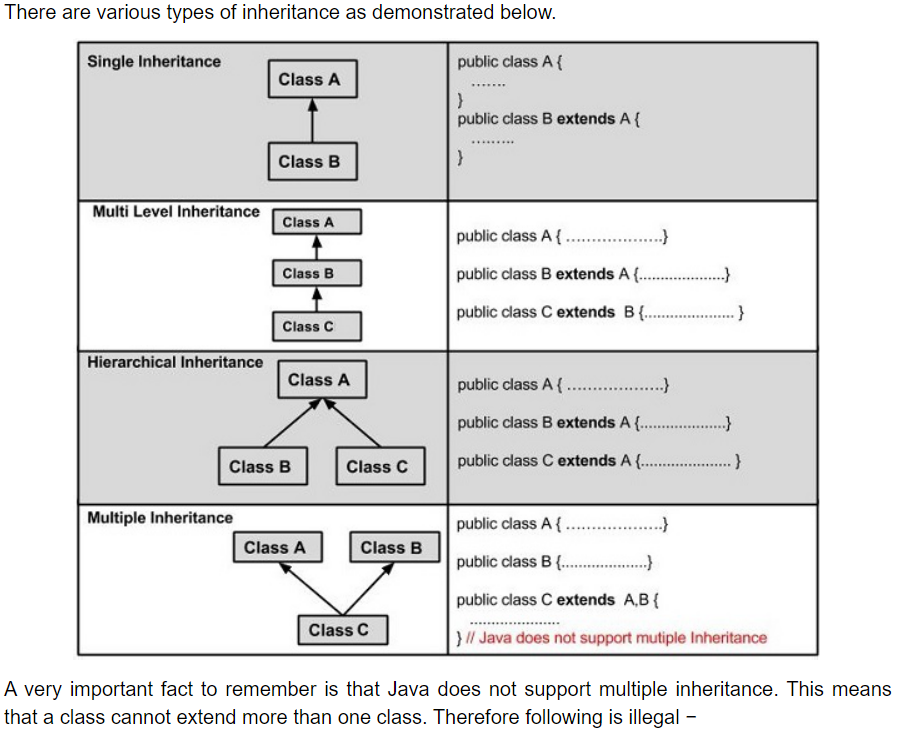 There are various types of inheritance as demonstrated below.
Single Inheritance
Class A
Class B
public class A {
.......
}
public class B extends A {
.........
}
Multi Level Inheritance
Class A
Class B
Class C
public class A { ....................}
public class B extends A {....................}
public class C extends B {..................... }
Hierarchical Inheritance
Class A
Class B
Class C
public class A { ....................}
public class B extends A {....................}
public class C extends A {..................... }
Multiple Inheritance
Class A
Class B
Class C
public class A { ....................}
public class B {....................}
public class C extends A,B {
.....................
} // Java does not support mutiple Inheritance
A very important fact to remember is that Java does not support multiple inheritance. This means
that a class cannot extend more than one class. Therefore following is illegal −